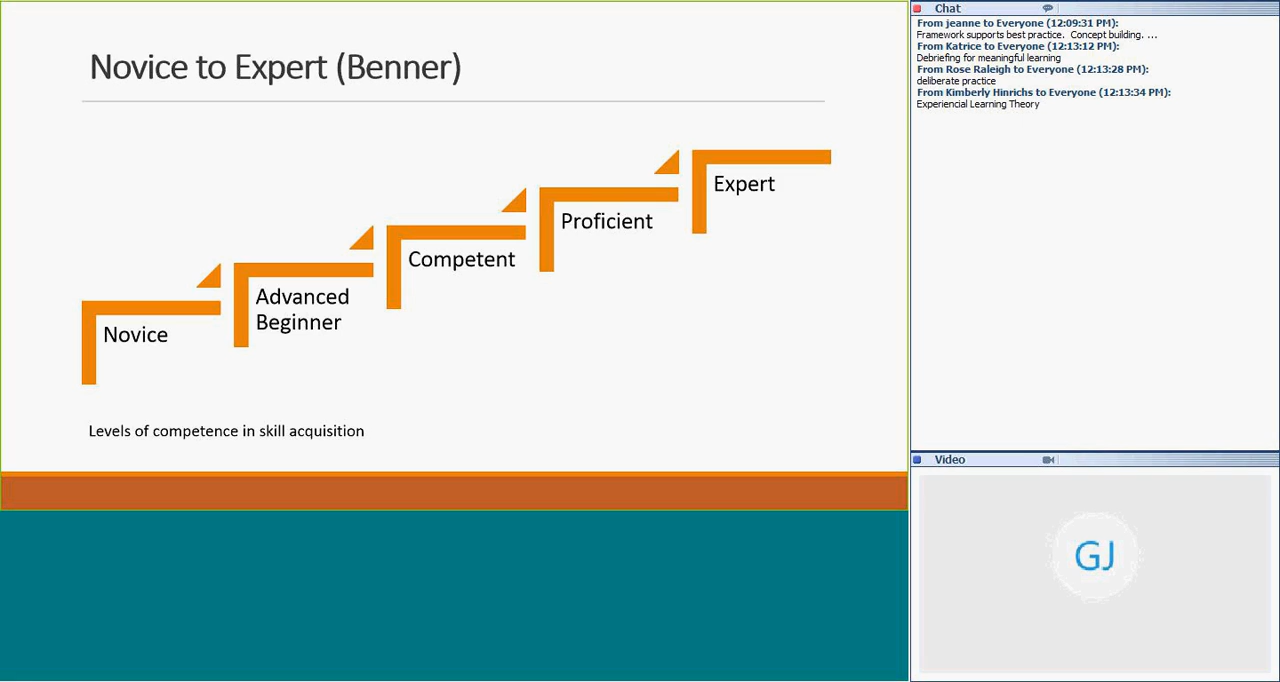 Novice to Expert (Benner)
Expert
Proficient
Competent
Advanced
Beginner
Novice
Levels of competence in skill acquisition
Chat
From jeanne to Everyone (12:09:31 PM):
Framework supports best practice.  Concept building. ...
From Katrice to Everyone (12:13:12 PM):
Debriefing for meaningful learning
From Rose Raleigh to Everyone (12:13:28 PM):
deliberate practice
From Kimberly Hinrichs to Everyone (12:13:34 PM):
Experiencial Learning Theory
Video
GJ